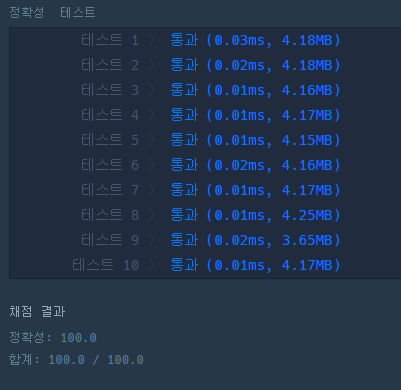 정확성 테스트
테스트 1 〉 통과 (0.03ms, 4.18MB)
테스트 2 〉 통과 (0.02ms, 4.18MB)
테스트 3 〉 통과 (0.01ms, 4.16MB)
테스트 4 〉 통과 (0.01ms, 4.17MB)
테스트 5 〉 통과 (0.01ms, 4.15MB)
테스트 6 〉 통과 (0.02ms, 4.16MB)
테스트 7 〉 통과 (0.01ms, 4.17MB)
테스트 8 〉 통과 (0.01ms, 4.25MB)
테스트 9 〉 통과 (0.02ms, 3.65MB)
테스트 10 〉 통과 (0.01ms, 4.17MB)
채점 결과
정확성: 100.0
합계: 100.0 / 100.0